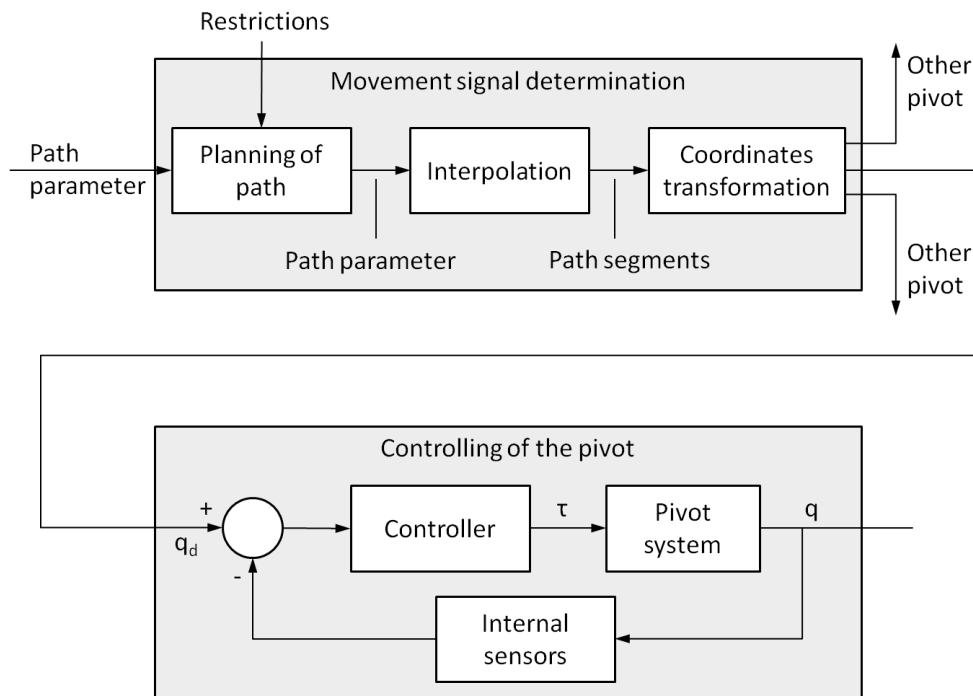 Restrictions
Movement signal determination
Other
pivot
Path
parameter
Planning of
path
Interpolation
Coordinates
transformation
Path parameter
Path segments
Other
pivot
Controlling of the pivot
+
q_d
-
Controller
τ
Pivot
system
q
Internal
sensors